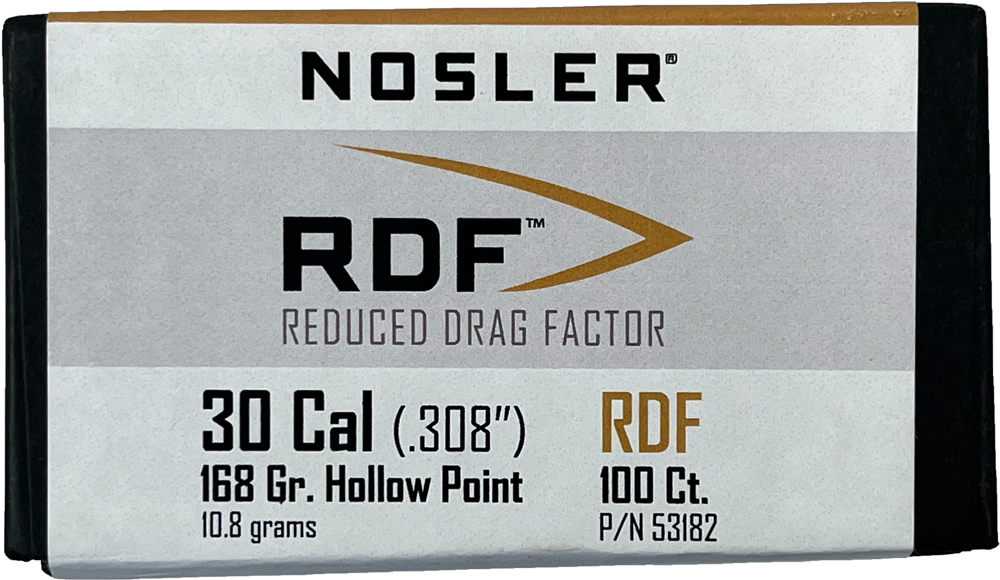 NOSLER®
RDF™
REDUCED DRAG FACTOR
30 Cal (.308") RDF
168 Gr. Hollow Point 100 Ct.
10.8 grams P/N 53182